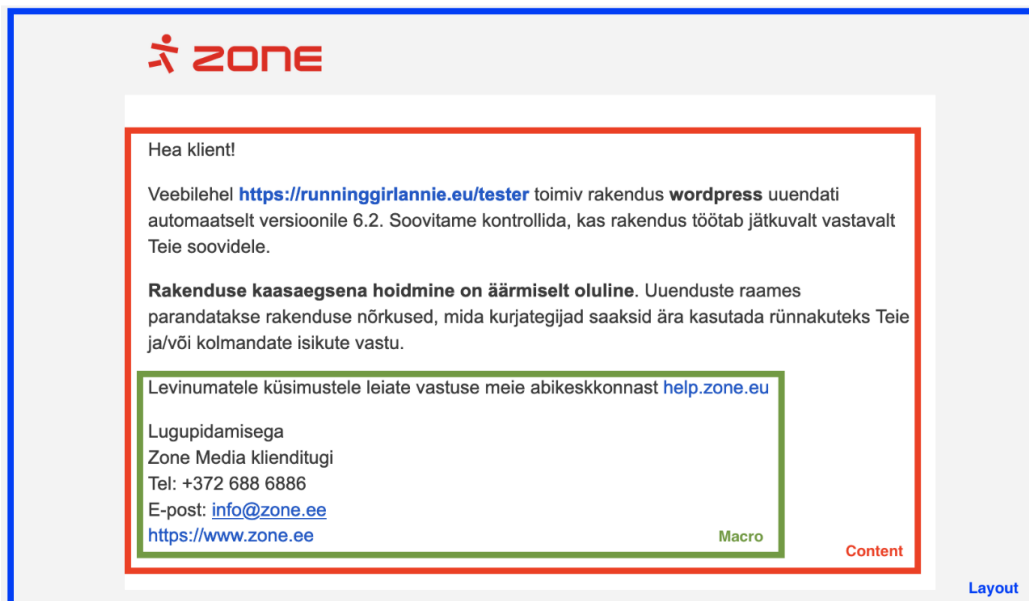 ZONE
Hea klient!
Veebilehel https://runninggirlannie.eu/tester toimiv rakendus wordpress uuendati
automaatselt versioonile 6.2. Soovitame kontrollida, kas rakendus töötab jätkuvalt vastavalt
Teie soovidele.
Rakenduse kaasaegsena hoidmine on äärmiselt oluline. Uuenduste raames
parandatakse rakenduse nõrkused, mida kurjategijad saaksid ära kasutada rünnakuteks Teie
ja/või kolmandate isikute vastu.
Levinumatele küsimustele leiate vastuse meie abikeskkonnast help.zone.eu
Lugupidamisega
Zone Media klienditugi
Tel: +372 688 6886
E-post: info@zone.ee
https://www.zone.ee
Macro
Content
Layout